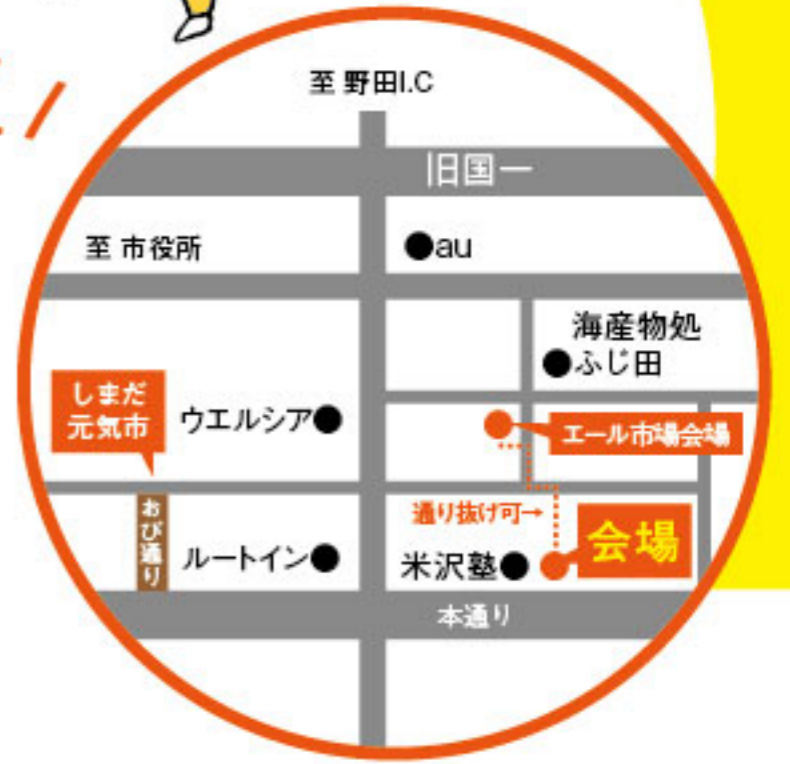 至 野田I.C
旧国一
至 市役所
●au
海産物処
●ふじ田
しまだ
元気市
ウエルシア●
エール市場会場
おび通り
通り抜け可→
会場
ルートイン●
米沢塾●
本通り